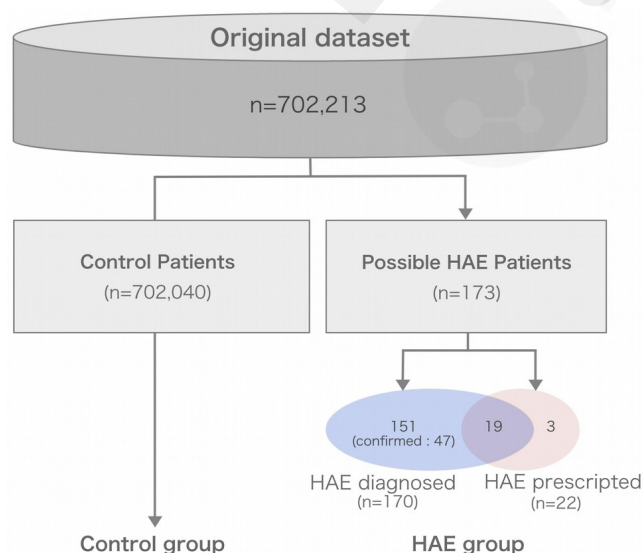 Original dataset
n=702,213
Control Patients
(n=702,040)
Possible HAE Patients
(n=173)
151
(confirmed : 47)
19
3
HAE diagnosed
(n=170)
HAE prescripted
(n=22)
Control group
HAE group